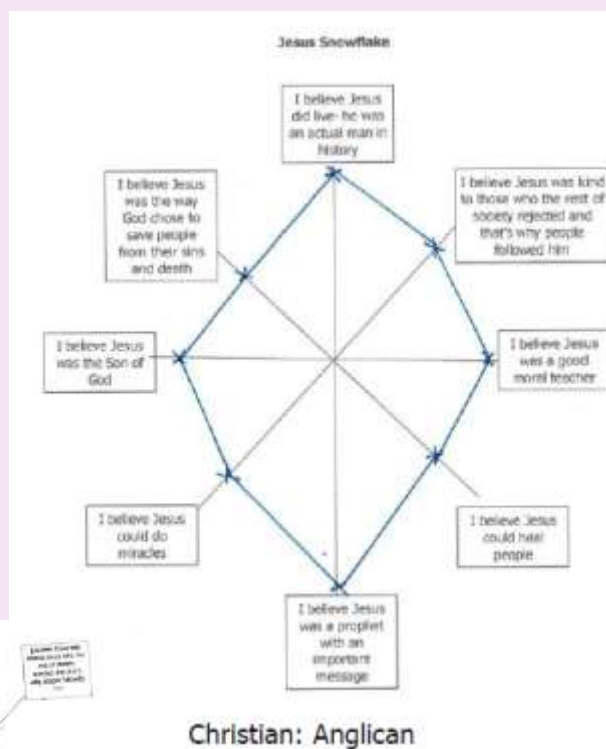 Jesus Snowflake
I believe Jesus
did live- he was
an actual man in
history
I believe Jesus
was the way
God chose to
save people
from their sins
and death
I believe Jesus was kind
to those who the rest of
society rejected and
that's why people
followed him
I believe Jesus
was the Son of
God
I believe Jesus
was a good
moral teacher
I believe Jesus
could do
miracles
I believe Jesus
could heal
people
I believe Jesus
was a prophet
with an
important
message
Christian: Anglican